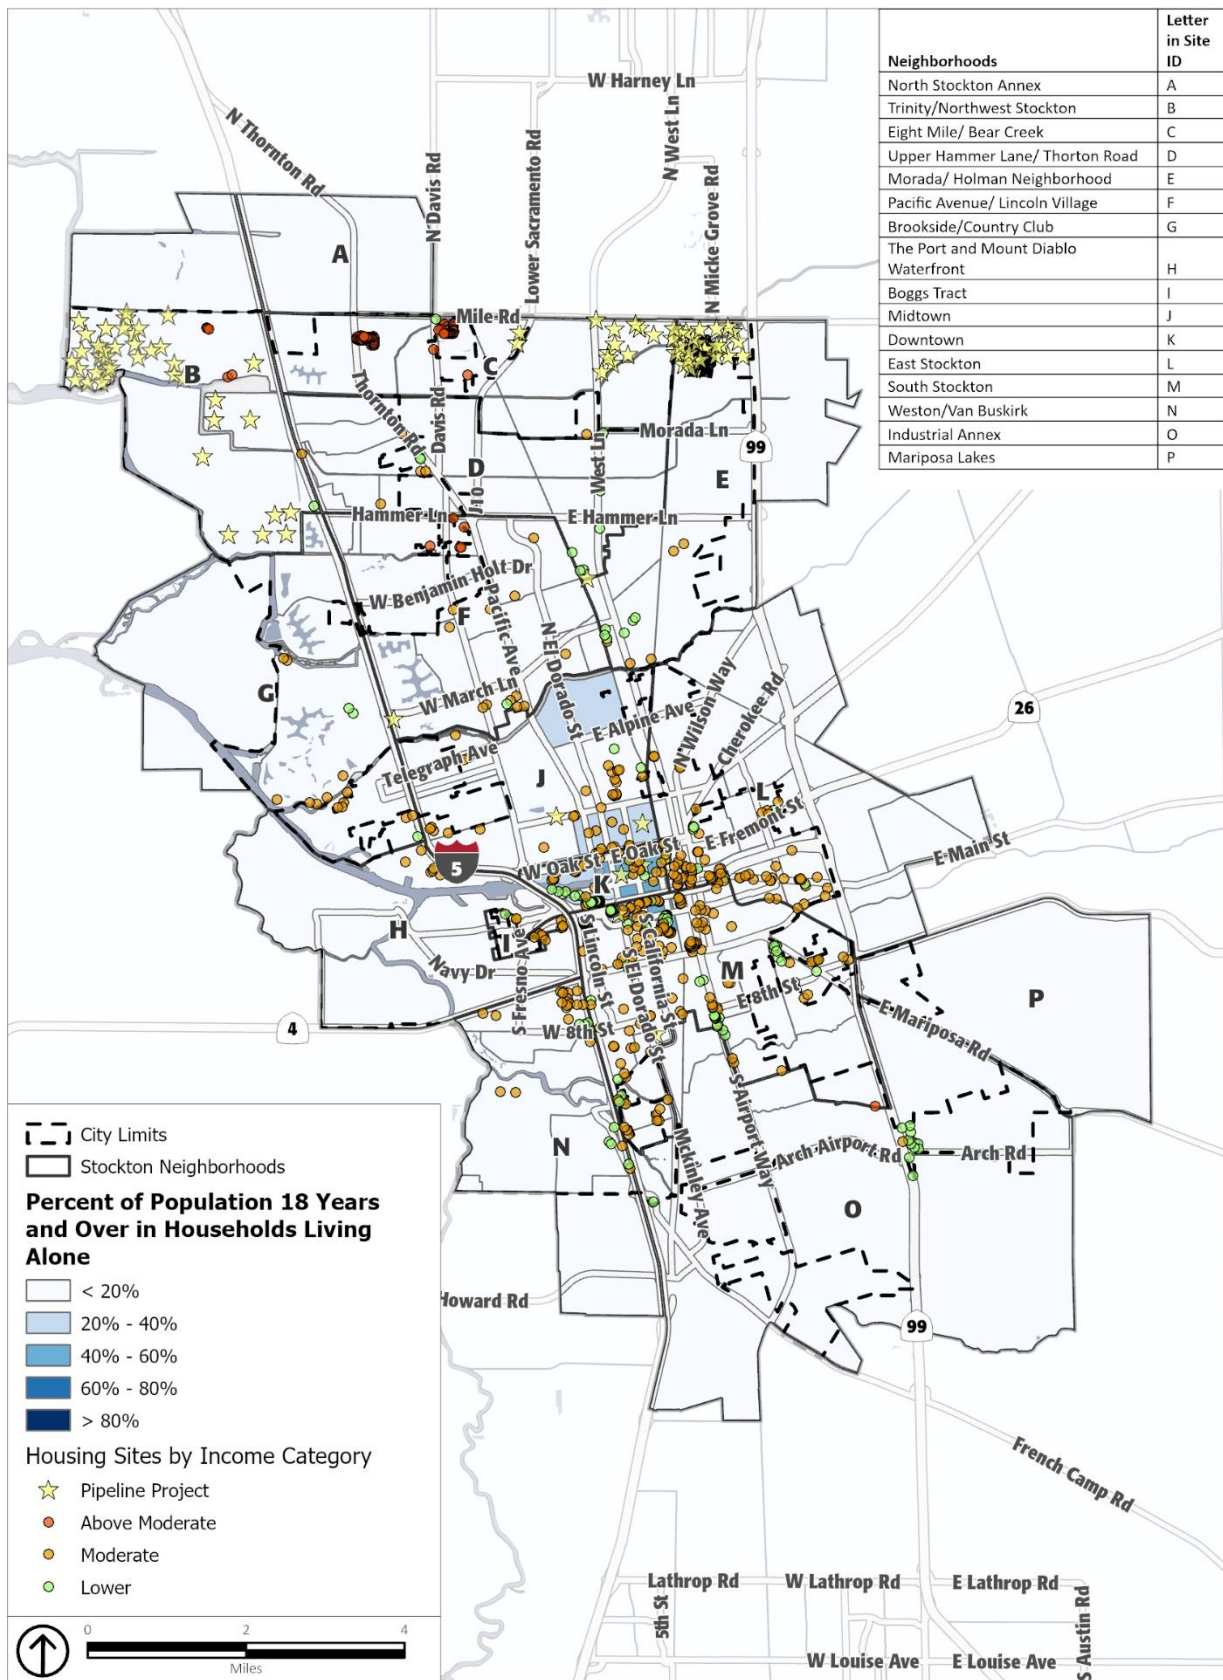 Neighborhoods
Letter
in Site
ID
North Stockton Annex A
Trinity/Northwest Stockton B
Eight Mile/ Bear Creek C
Upper Hammer Lane/ Thorton Road D
Morada/ Holman Neighborhood E
Pacific Avenue/ Lincoln Village F
Brookside/Country Club G
The Port and Mount Diablo
Waterfront H
Boggs Tract I
Midtown J
Downtown K
East Stockton L
South Stockton M
Weston/Van Buskirk N
Industrial Annex O
Mariposa Lakes P
W Harney Ln
N Thornton Rd
N Davis Rd
Lower Sacramento Rd
N West Ln
N Micke Grove Rd
A
Mile Rd
B
C
Thornton Rd
Davis Rd
West Ln
Morada Ln
99
D
J10
E
Hammer Ln
E Hammer Ln
W Benjamin Holt Dr
F
Pacific Ave
N El Dorado St
G
W March Ln
N Wilson Way
Cherokee Rd
26
E Alpine Ave
Telegraph Ave
J
L
E Fremont St
E Main St
5
W Oak St
E Oak St
K
H
I
Navy Dr
S Fresno Ave
S Lincoln St
S California St
S El Dorado St
M
E 8th St
P
4
W 8th St
E Mariposa Rd
S Airport Way
N
Mckinley Ave
Arch Airport Rd
Arch Rd
O
Howard Rd
99
French Camp Rd
Lathrop Rd
W Lathrop Rd
E Lathrop Rd
5th St
S Austin Rd
W Louise Ave
E Louise Ave
City Limits
Stockton Neighborhoods
Percent of Population 18 Years
and Over in Households Living
Alone
< 20%
20% - 40%
40% - 60%
60% - 80%
> 80%
Housing Sites by Income Category
Pipeline Project
Above Moderate
Moderate
Lower
0 2 4
Miles